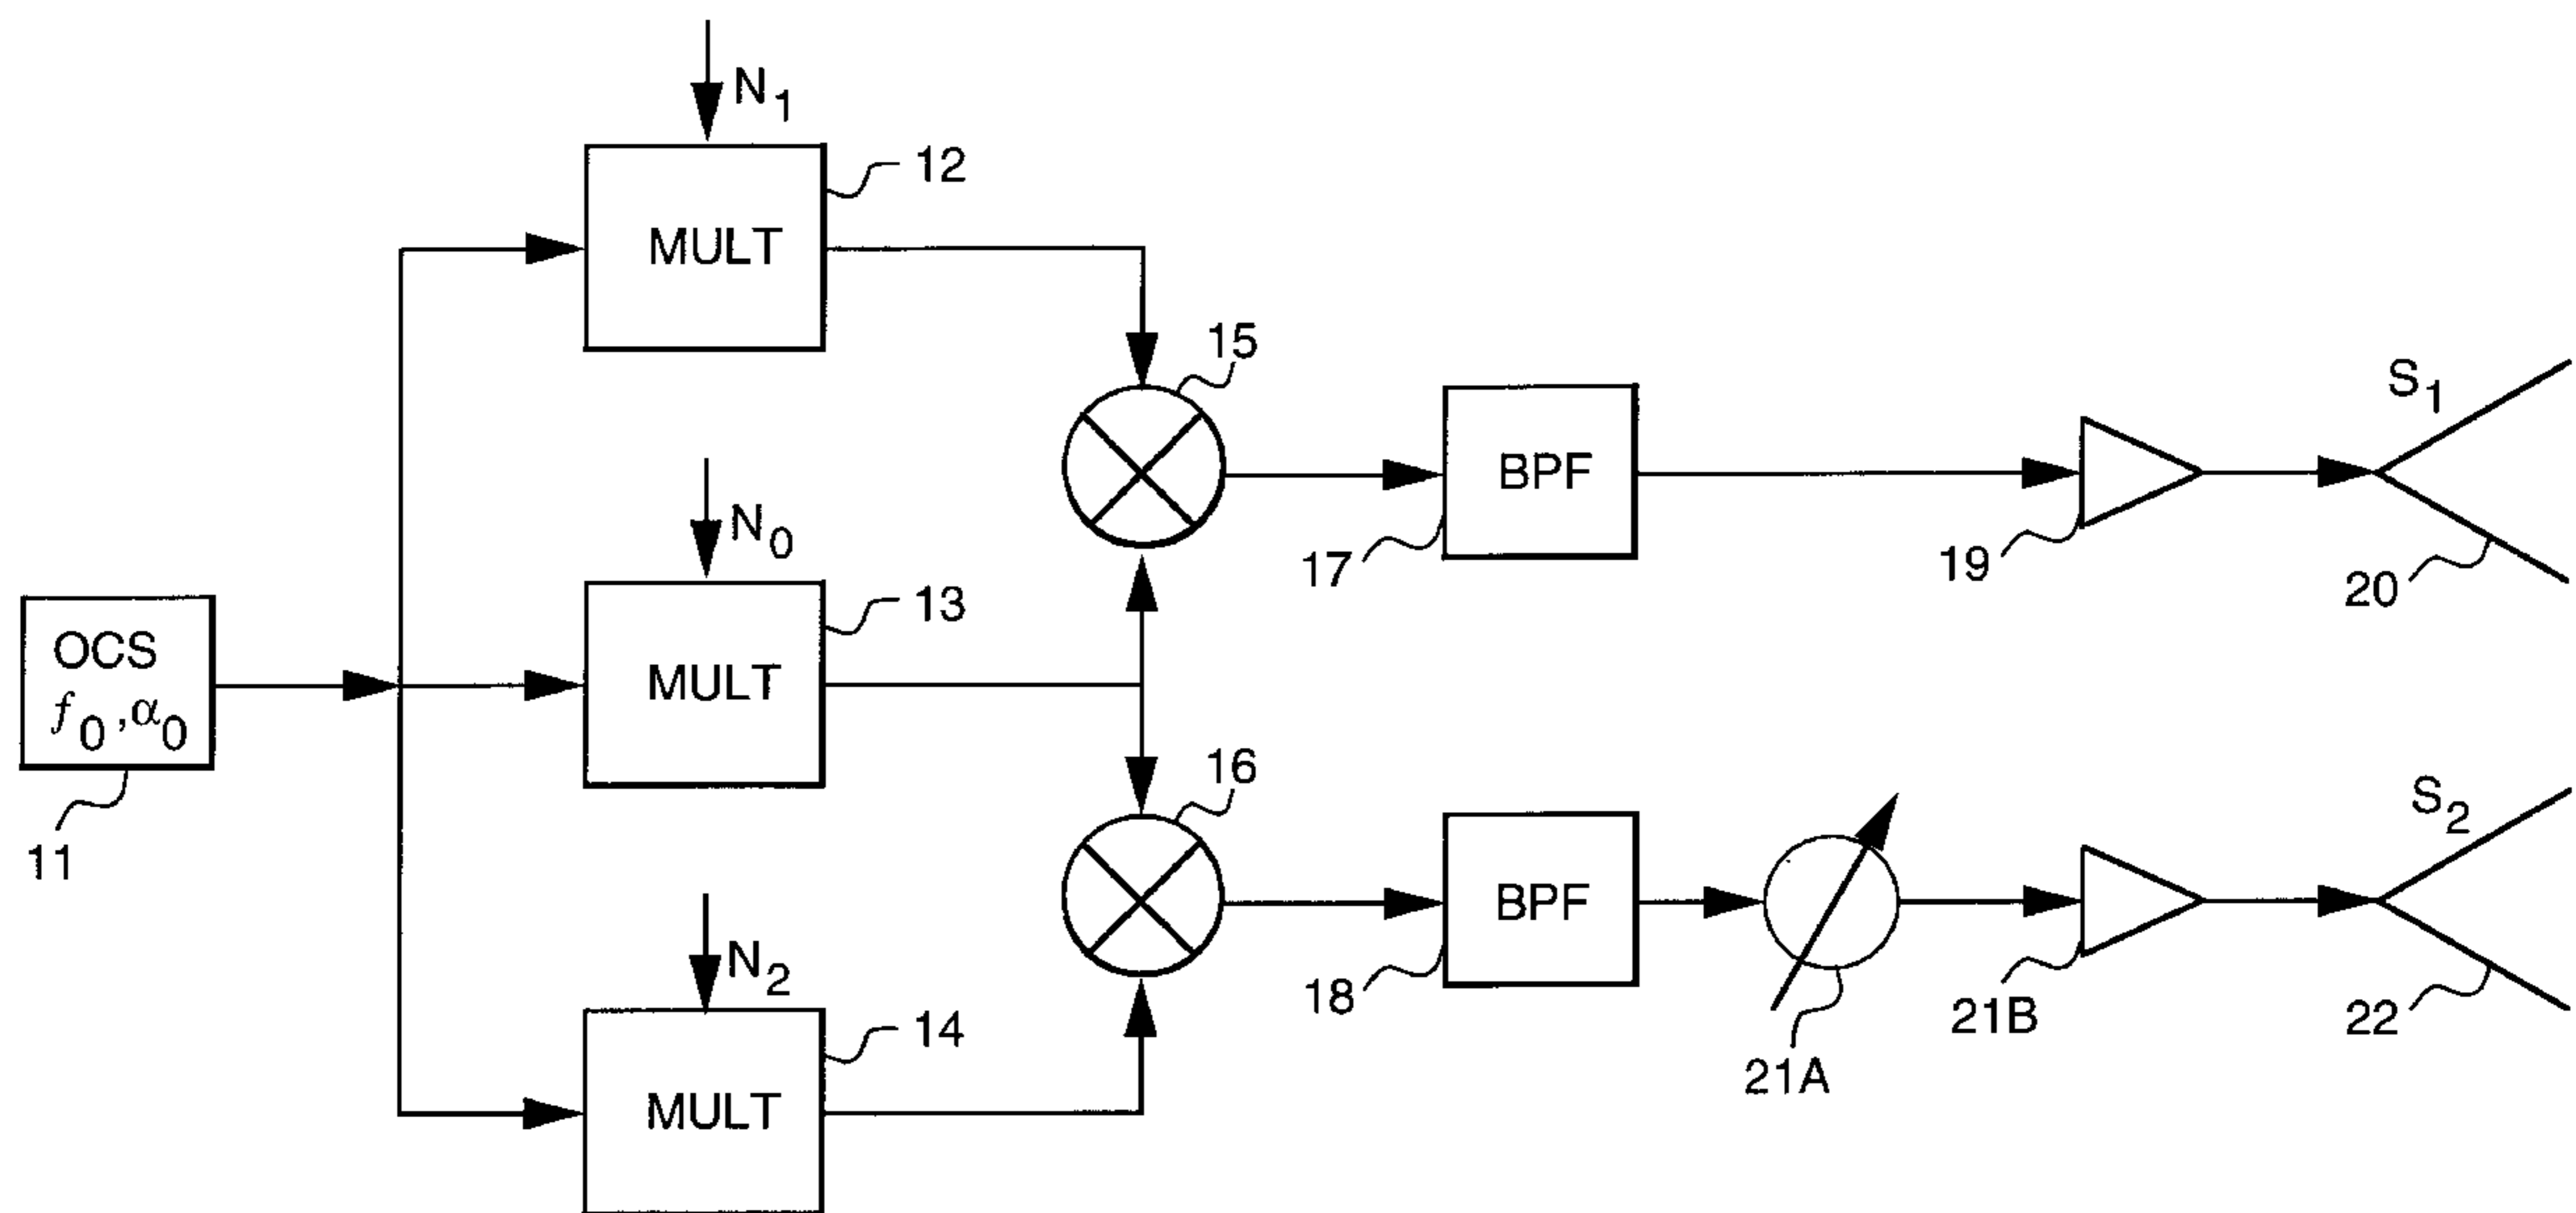 N1
12
MULT
15
S1
BPF
N0
17
19
20
13
OCS
f0, α0
MULT
16
S2
11
BPF
N2
18
21B
22
14
21A
MULT